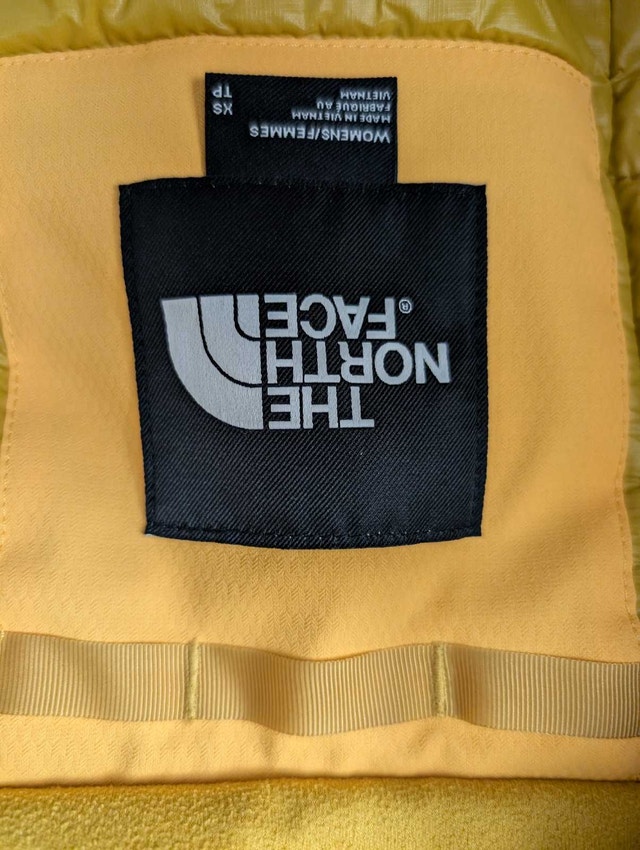 THE
NORTH
FACE®
WOMENS/FEMMES
MADE IN VIETNAM
FABRIQUÉ AU
VIETNAM
XS
TP